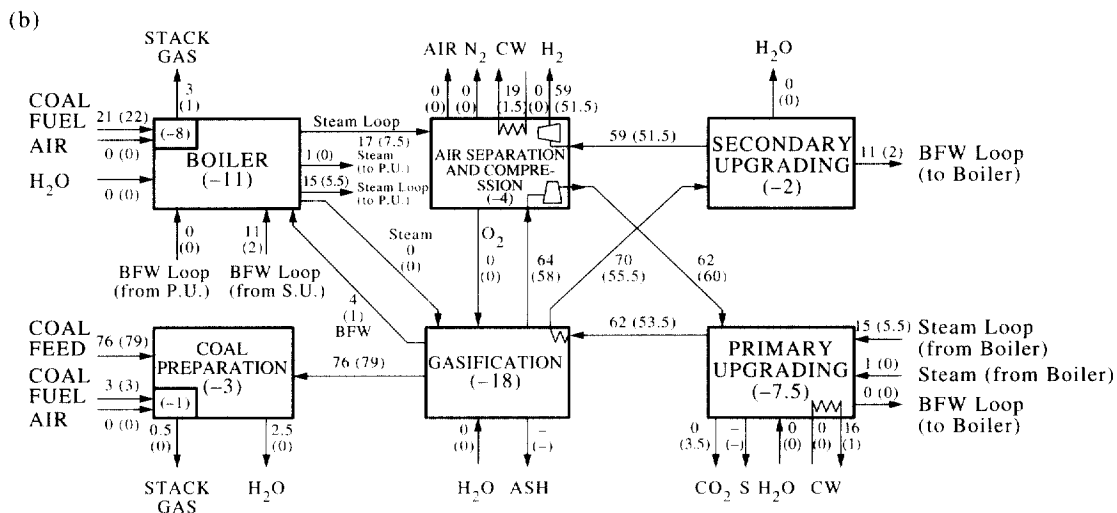 (b)
STACK
GAS
3
(1)
COAL
FUEL
21 (22)
AIR
0 (0)
H2O
0 (0)
(−8)
BOILER
(−11)
0
(0)
BFW Loop
(from P.U.)
11
(2)
BFW Loop
(from S.U.)
Steam Loop
17 (7.5)
1 (0)
Steam
(to P.U.)
15 (5.5)
Steam Loop
(to P.U.)
Steam
0
(0)
4
(1)
BFW
AIR N2 CW H2
0
(0)
0
(0)
19
(1.5)
0
(0)
59
(51.5)
AIR SEPARATION
AND COMPRE-
SSION
(−4)
O2
0
(0)
64
(58)
70
(55.5)
62
(60)
59 (51.5)
H2O
0
(0)
SECONDARY
UPGRADING
(−2)
11 (2)
BFW Loop
(to Boiler)
COAL
FEED
76 (79)
COAL
FUEL
3 (3)
AIR
0 (0)
COAL
PREPARATION
(−3)
(−1)
0.5
(0)
STACK
GAS
2.5
(0)
H2O
76 (79)
GASIFICATION
(−18)
0
(0)
H2O
–
(–)
ASH
62 (53.5)
PRIMARY
UPGRADING
(−7.5)
15 (5.5)
Steam Loop
(from Boiler)
1 (0)
Steam (from Boiler)
0 (0)
BFW Loop
(to Boiler)
0
(3.5)
–
(–)
0
(0)
0
(0)
16
(1)
CO2 S H2O CW